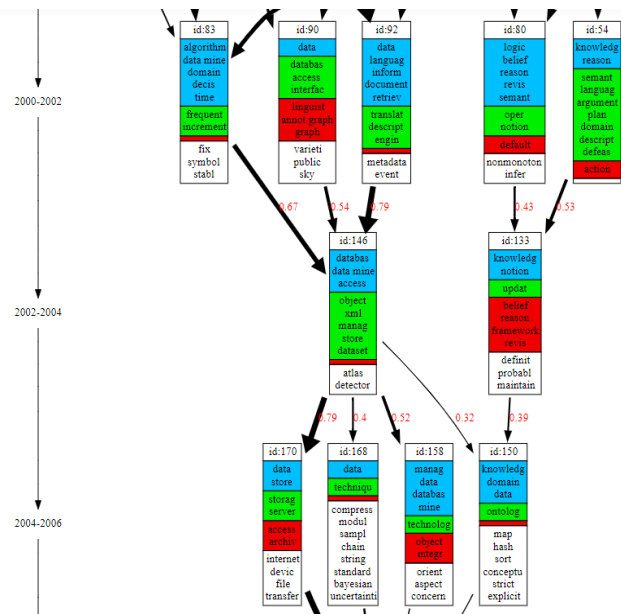 id:83
algorithm
data mine
domain
decis
time
frequent
increment
fix
symbol
stabl
id:90
data
databas
access
interfac
linguist
annot graph
graph
varieti
public
sky
id:92
data
languag
inform
document
retriev
translat
descript
engin
metadata
event
id:80
logic
belief
reason
revis
semant
oper
notion
default
nonmonoton
infer
id:54
knowledg
reason
semant
languag
argument
plan
domain
descript
defeas
action
2000-2002
0.67
0.54
0.79
0.43
0.53
id:146
databas
data mine
access
object
xml
manag
store
dataset
atlas
detector
id:133
knowledg
notion
updat
belief
reason
framework
revis
definit
probabl
maintain
2002-2004
0.79
0.4
0.52
0.32
0.39
id:170
data
store
storag
server
access
archiv
internet
devic
file
transfer
id:168
data
techniqu
compress
modul
sampl
chain
string
standard
bayesian
uncertainti
id:158
manag
data
databas
mine
technolog
object
integr
orient
aspect
concern
id:150
knowledg
domain
data
ontolog
map
hash
sort
conceptu
strict
explicit
2004-2006